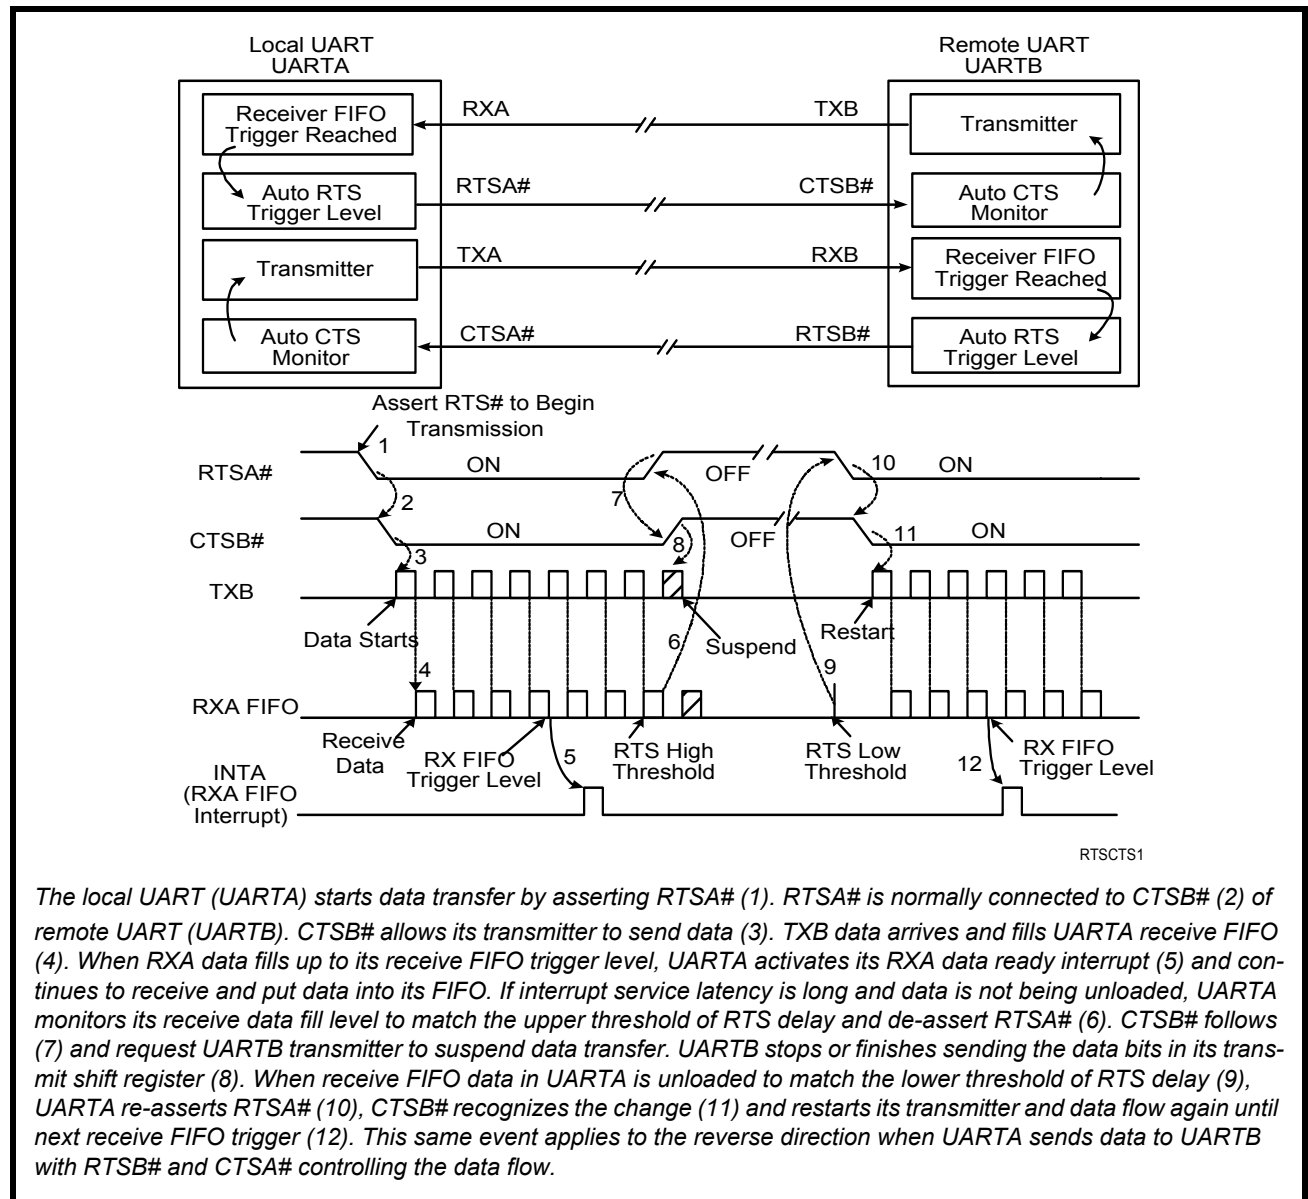 Local UART
UARTA
Remote UART
UARTB
Receiver FIFO
Trigger Reached
RXA
TXB
Transmitter
Auto RTS
Trigger Level
RTSA#
CTSB#
Auto CTS
Monitor
Transmitter
TXA
RXB
Receiver FIFO
Trigger Reached
Auto CTS
Monitor
CTSA#
RTSB#
Auto RTS
Trigger Level
Assert RTS# to Begin
Transmission
1
RTSA#
ON
OFF
10
ON
2
7
CTSB#
ON
OFF
11
ON
3
8
TXB
Data Starts
Suspend
Restart
4
6
9
RXA FIFO
Receive
Data
RX FIFO
Trigger Level
5
RTS High
Threshold
RTS Low
Threshold
12
RX FIFO
Trigger Level
INTA
(RXA FIFO
Interrupt)
RTSCTS1
The local UART (UARTA) starts data transfer by asserting RTSA# (1). RTSA# is normally connected to CTSB# (2) of
remote UART (UARTB). CTSB# allows its transmitter to send data (3). TXB data arrives and fills UARTA receive FIFO
(4). When RXA data fills up to its receive FIFO trigger level, UARTA activates its RXA data ready interrupt (5) and con-
tinues to receive and put data into its FIFO. If interrupt service latency is long and data is not being unloaded, UARTA
monitors its receive data fill level to match the upper threshold of RTS delay and de-assert RTSA# (6). CTSB# follows
(7) and request UARTB transmitter to suspend data transfer. UARTB stops or finishes sending the data bits in its trans-
mit shift register (8). When receive FIFO data in UARTA is unloaded to match the lower threshold of RTS delay (9),
UARTA re-asserts RTSA# (10), CTSB# recognizes the change (11) and restarts its transmitter and data flow again until
next receive FIFO trigger (12). This same event applies to the reverse direction when UARTA sends data to UARTB
with RTSB# and CTSA# controlling the data flow.